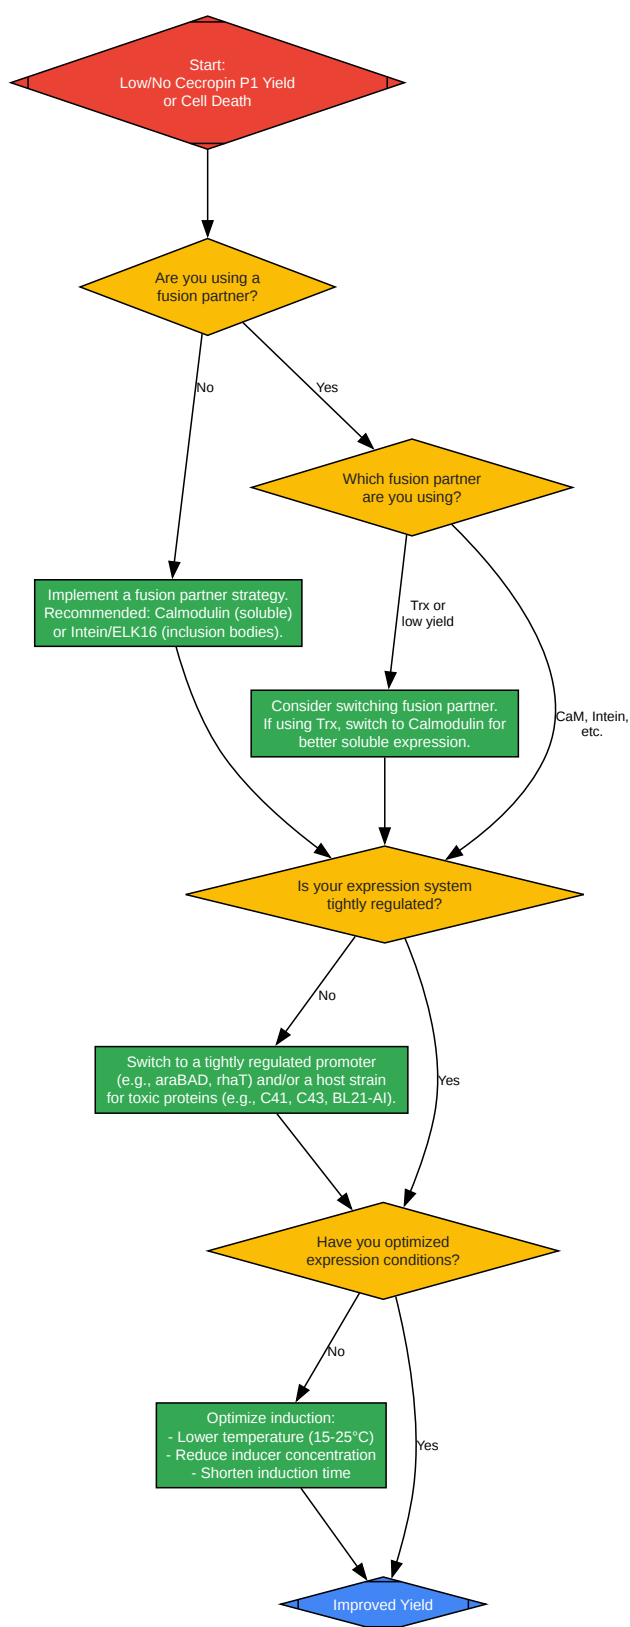 Start:
Low/No Cecropin P1 Yield
or Cell Death
Are you using a
fusion partner?
No
Yes
Which fusion partner
are you using?
Implement a fusion partner strategy.
Recommended: Calmodulin (soluble)
or Intein/ELK16 (inclusion bodies).
Trx or
low yield
Consider switching fusion partner.
If using Trx, switch to Calmodulin for
better soluble expression.
CaM, Intein,
etc.
Is your expression system
tightly regulated?
No
Yes
Switch to a tightly regulated promoter
(e.g., araBAD, rhaT) and/or a host strain
for toxic proteins (e.g., C41, C43, BL21-AI).
Have you optimized
expression conditions?
No
Yes
Optimize induction:
- Lower temperature (15-25°C)
- Reduce inducer concentration
- Shorten induction time
Improved Yield